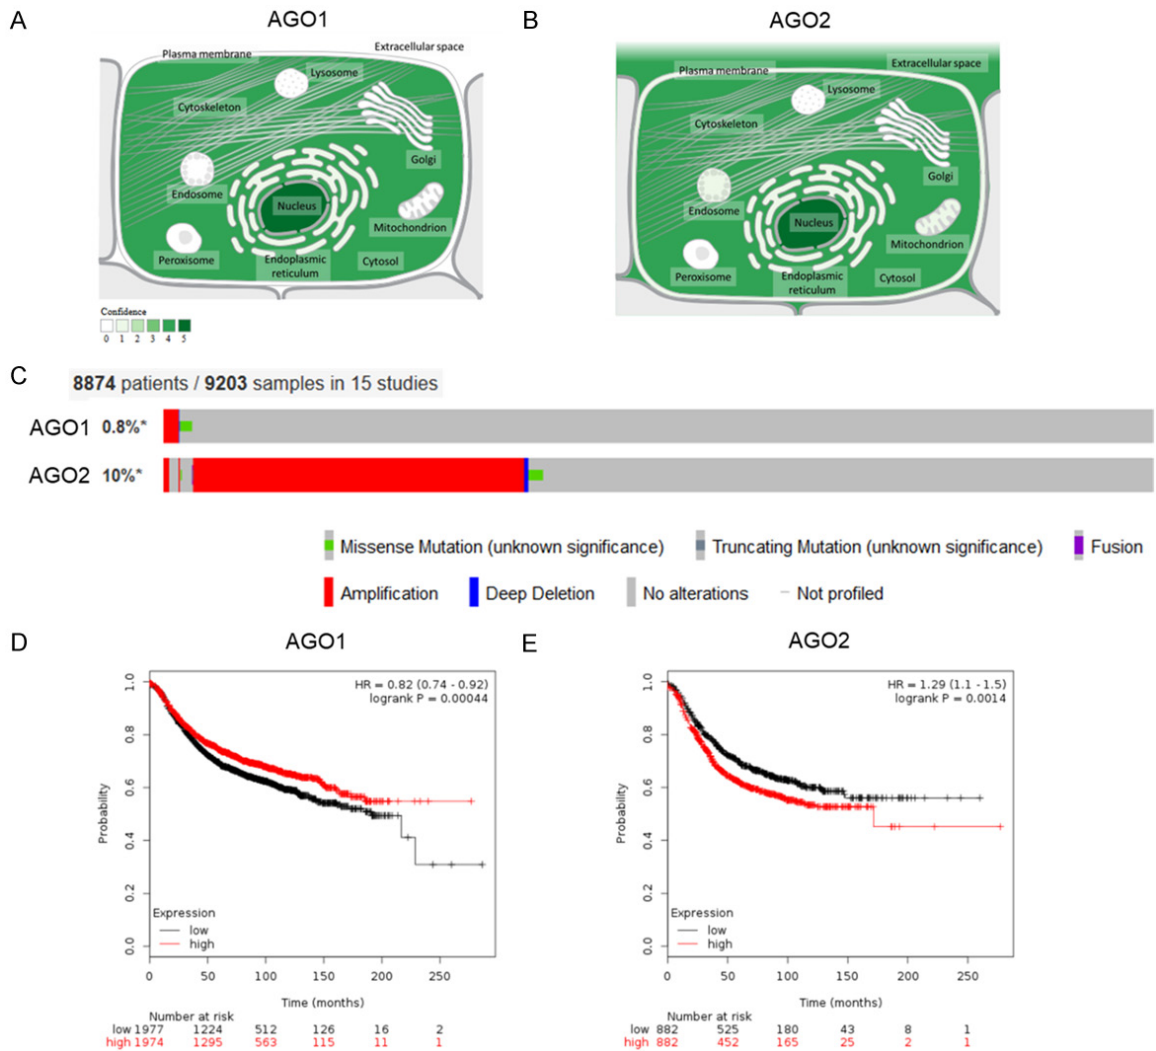 A
AGO1
B
AGO2
Plasma membrane
Extracellular space
Lysosome
Cytoskeleton
Golgi
Endosome
Nucleus
Mitochondrion
Peroxisome
Endoplasmic
reticulum
Cytosol
Confidence
0 1 2 3 4 5
Plasma membrane
Extracellular space
Lysosome
Cytoskeleton
Golgi
Endosome
Nucleus
Mitochondrion
Peroxisome
Endoplasmic
reticulum
Cytosol
C
8874 patients / 9203 samples in 15 studies
AGO1 0.8%*
AGO2 10%*
Missense Mutation (unknown significance)
Truncating Mutation (unknown significance)
Fusion
Amplification
Deep Deletion
No alterations
Not profiled
D
AGO1
HR = 0.82 (0.74 - 0.92)
logrank P = 0.00044
Probability
1.0
0.8
0.6
0.4
0.2
0.0
Expression
low
high
0 50 100 150 200 250
Time (months)
Number at risk
low 1977 1224 512 126 16 2
high 1974 1295 563 115 11 1
E
AGO2
HR = 1.29 (1.1 - 1.5)
logrank P = 0.0014
Probability
1.0
0.8
0.6
0.4
0.2
0.0
Expression
low
high
0 50 100 150 200 250
Time (months)
Number at risk
low 882 525 180 43 8 1
high 882 452 165 25 2 1